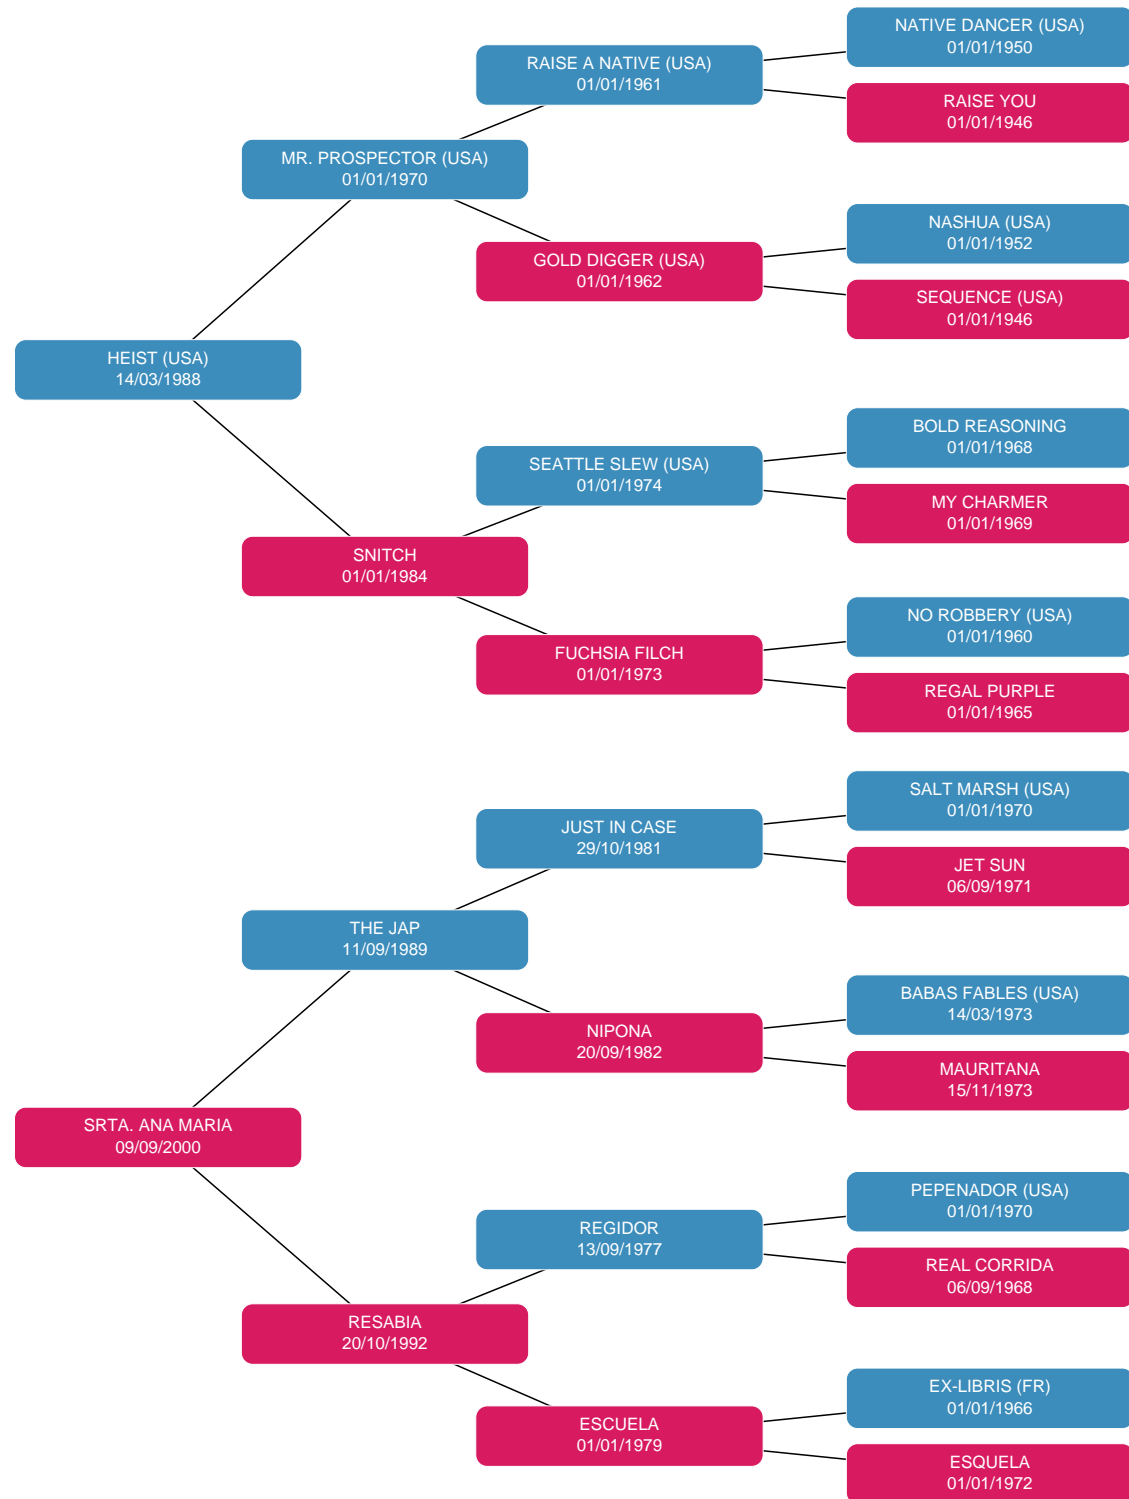 NATIVE DANCER (USA)
01/01/1950
RAISE A NATIVE (USA)
01/01/1961
RAISE YOU
01/01/1946
MR. PROSPECTOR (USA)
01/01/1970
NASHUA (USA)
01/01/1952
GOLD DIGGER (USA)
01/01/1962
SEQUENCE (USA)
01/01/1946
HEIST (USA)
14/03/1988
BOLD REASONING
01/01/1968
SEATTLE SLEW (USA)
01/01/1974
MY CHARMER
01/01/1969
SNITCH
01/01/1984
NO ROBBERY (USA)
01/01/1960
FUCHSIA FILCH
01/01/1973
REGAL PURPLE
01/01/1965
SALT MARSH (USA)
01/01/1970
JUST IN CASE
29/10/1981
JET SUN
06/09/1971
THE JAP
11/09/1989
BABAS FABLES (USA)
14/03/1973
NIPONA
20/09/1982
MAURITANA
15/11/1973
SRTA. ANA MARIA
09/09/2000
PEPENADOR (USA)
01/01/1970
REGIDOR
13/09/1977
REAL CORRIDA
06/09/1968
RESABIA
20/10/1992
EX-LIBRIS (FR)
01/01/1966
ESCUELA
01/01/1979
ESQUELA
01/01/1972